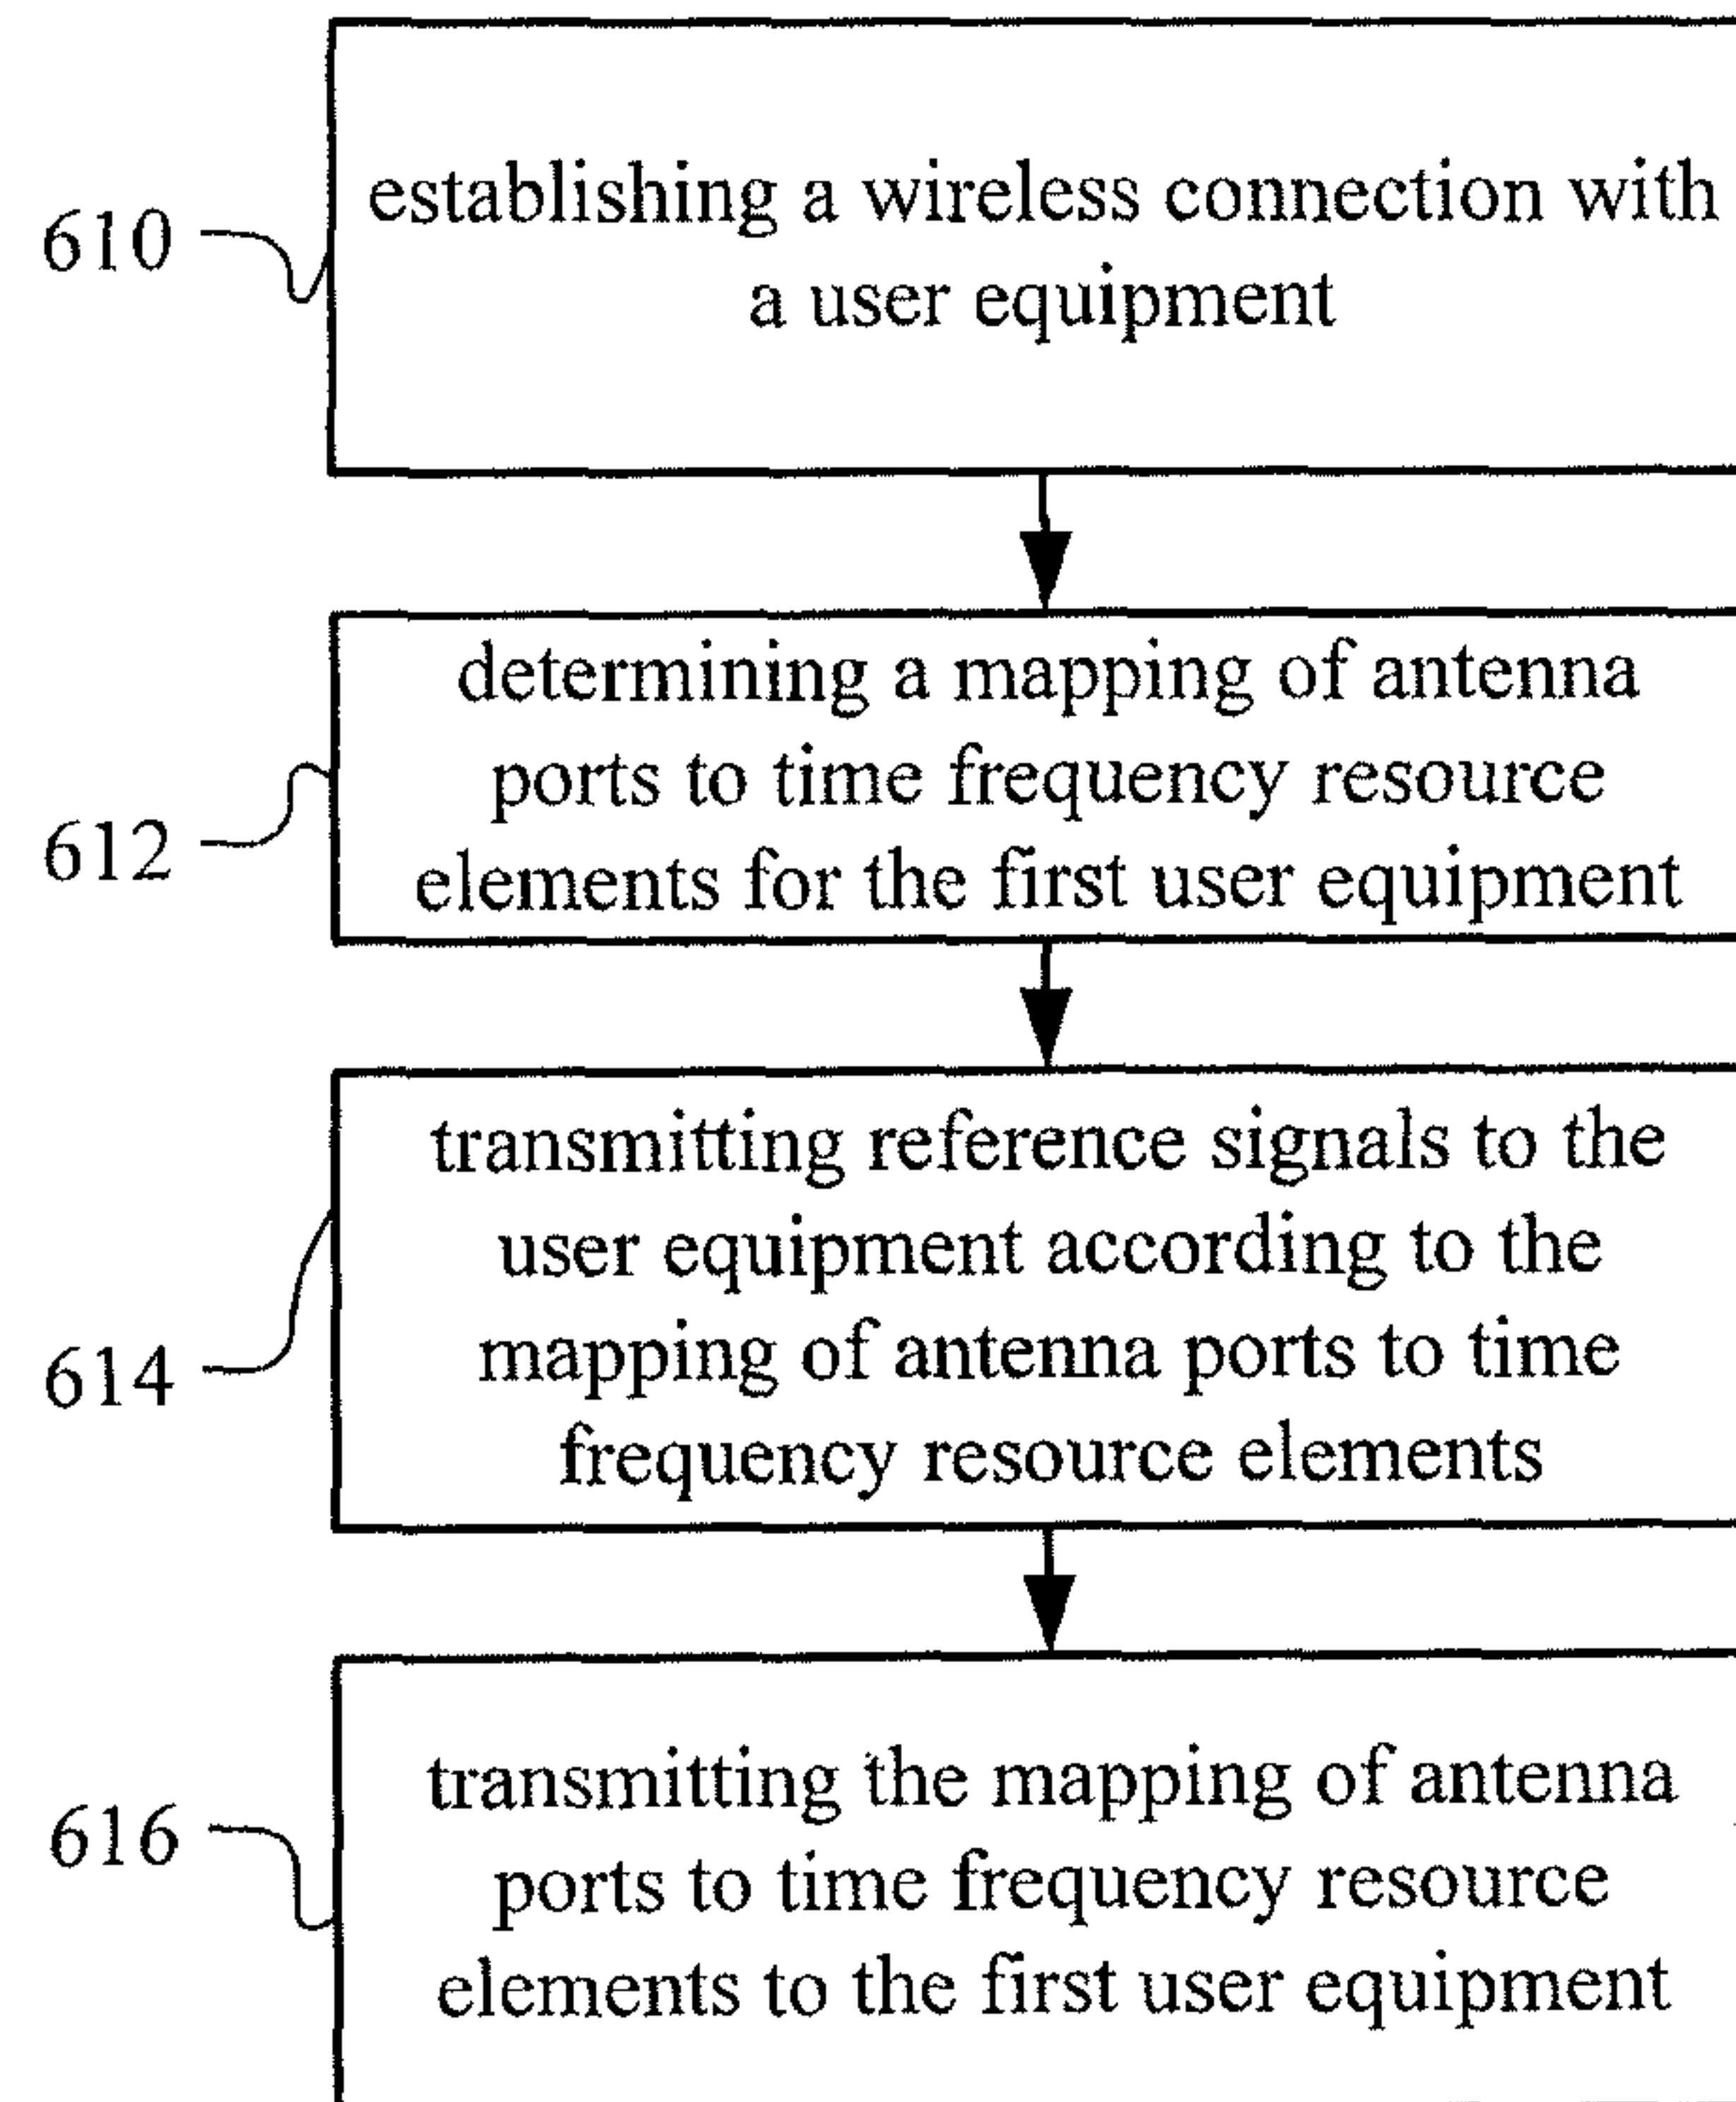 610
establishing a wireless connection with
a user equipment
612
determining a mapping of antenna
ports to time frequency resource
elements for the first user equipment
614
transmitting reference signals to the
user equipment according to the
mapping of antenna ports to time
frequency resource elements
616
transmitting the mapping of antenna
ports to time frequency resource
elements to the first user equipment